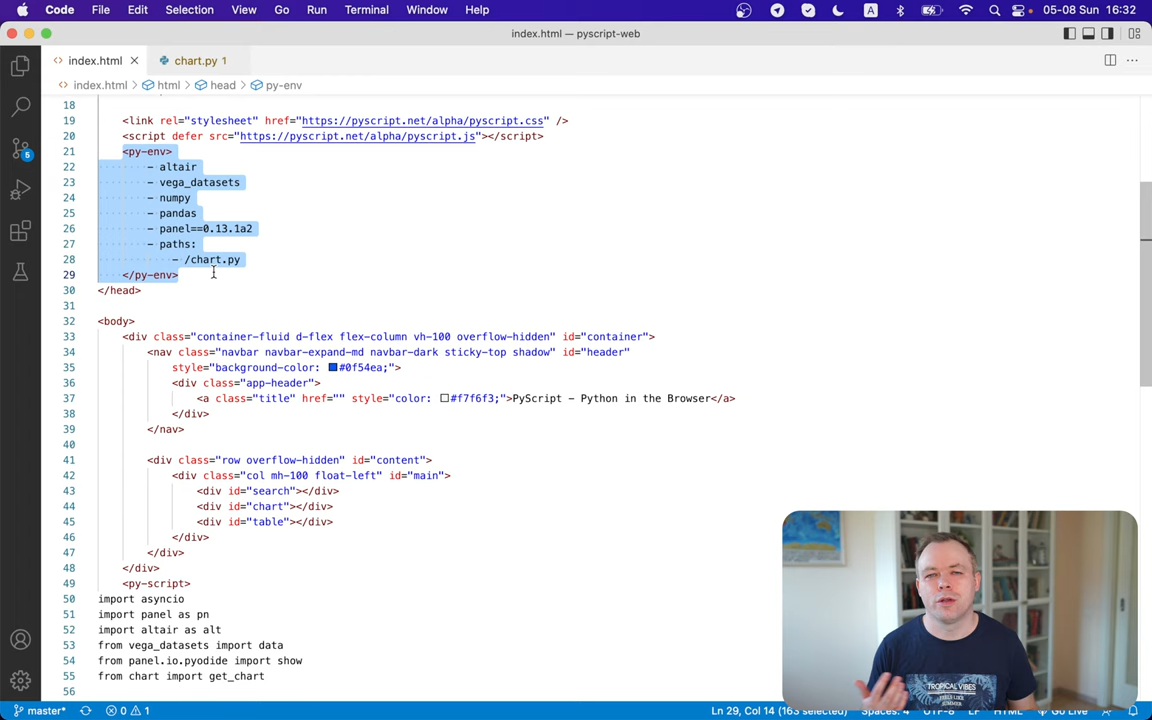 Code File Edit Selection View Go Run Terminal Window Help A 05-08 Sun 16:32
index.html — pyscript-web
index.html chart.py 1
index.html html head py-env
18
19 <link rel="stylesheet" href="https://pyscript.net/alpha/pyscript.css" />
20 <script defer src="https://pyscript.net/alpha/pyscript.js"></script>
21 <py-env>
22 - altair
23 - vega_datasets
24 - numpy
25 - pandas
26 - panel==0.13.1a2
27 - paths:
28 - /chart.py
29 </py-env>
30 </head>
31
32 <body>
33 <div class="container-fluid d-flex flex-column vh-100 overflow-hidden" id="container">
34 <nav class="navbar navbar-expand-md navbar-dark sticky-top shadow" id="header"
35 style="background-color: #0f54ea;">
36 <div class="app-header">
37 <a class="title" href="" style="color: #f7f6f3;">PyScript - Python in the Browser</a>
38 </div>
39 </nav>
40
41 <div class="row overflow-hidden" id="content">
42 <div class="col mh-100 float-left" id="main">
43 <div id="search"></div>
44 <div id="chart"></div>
45 <div id="table"></div>
46 </div>
47 </div>
48 </div>
49 <py-script>
50 import asyncio
51 import panel as pn
52 import altair as alt
53 from vega_datasets import data
54 from panel.io.pyodide import show
55 from chart import get_chart
56
5
TROPICAL VIBES
master* 0 1 Ln 29, Col 14 (163 selected) Spaces: 4 UTF-8 LF HTML Go Live